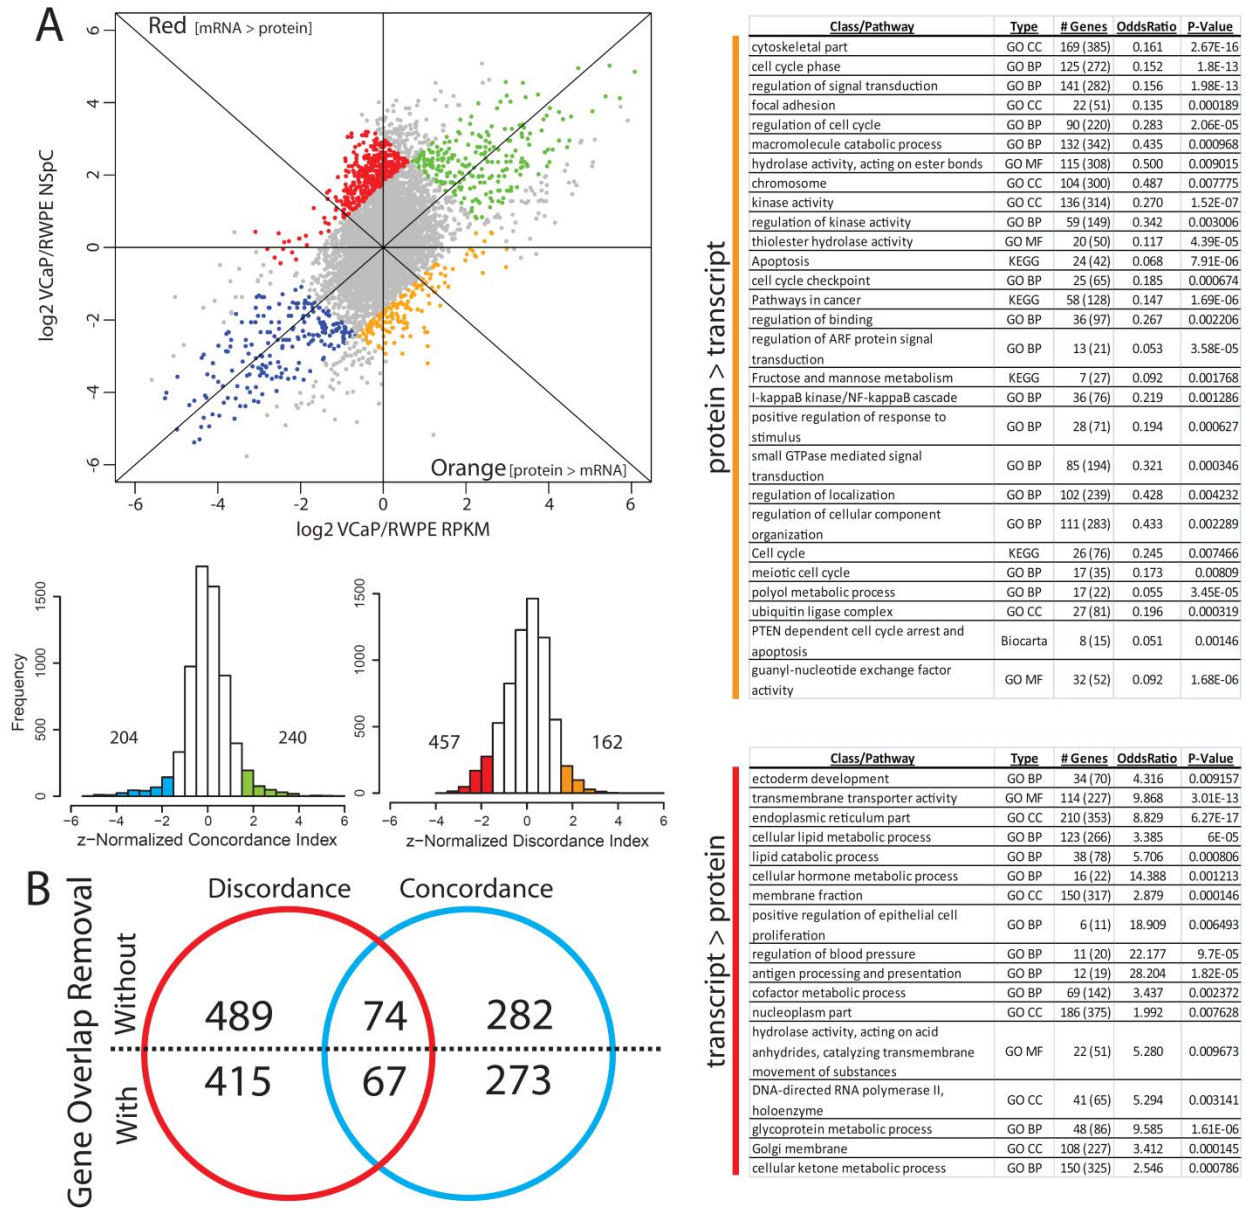 A
Red [mRNA > protein]
6
4
2
0
-2
-4
-6
log2 VCaP/RWPE NSpC
Orange [protein > mRNA]
-6 -4 -2 0 2 4 6
log2 VCaP/RWPE RPKM
1500
1000
500
0
Frequency
204
240
−6 −4 −2 0 2 4 6
z−Normalized Concordance Index
1500
1000
500
0
457
162
−6 −4 −2 0 2 4 6
z−Normalized Discordance Index
B
Discordance Concordance
Gene Overlap Removal
Without
With
489 74 282
415 67 273
protein > transcript
Class/Pathway Type # Genes OddsRatio P-Value
cytoskeletal part GO CC 169 (385) 0.161 2.67E-16
cell cycle phase GO BP 125 (272) 0.152 1.8E-13
regulation of signal transduction GO BP 141 (282) 0.156 1.98E-13
focal adhesion GO CC 22 (51) 0.135 0.000189
regulation of cell cycle GO BP 90 (220) 0.283 2.06E-05
macromolecule catabolic process GO BP 132 (342) 0.435 0.000968
hydrolase activity, acting on ester bonds GO MF 115 (308) 0.500 0.009015
chromosome GO CC 104 (300) 0.487 0.007775
kinase activity GO CC 136 (314) 0.270 1.52E-07
regulation of kinase activity GO BP 59 (149) 0.342 0.003006
thiolester hydrolase activity GO MF 20 (50) 0.117 4.39E-05
Apoptosis KEGG 24 (42) 0.068 7.91E-06
cell cycle checkpoint GO BP 25 (65) 0.185 0.000674
Pathways in cancer KEGG 58 (128) 0.147 1.69E-06
regulation of binding GO BP 36 (97) 0.267 0.002206
regulation of ARF protein signal
transduction GO BP 13 (21) 0.053 3.58E-05
Fructose and mannose metabolism KEGG 7 (27) 0.092 0.001768
I-kappaB kinase/NF-kappaB cascade GO BP 36 (76) 0.219 0.001286
positive regulation of response to
stimulus GO BP 28 (71) 0.194 0.000627
small GTPase mediated signal
transduction GO BP 85 (194) 0.321 0.000346
regulation of localization GO BP 102 (239) 0.428 0.004232
regulation of cellular component
organization GO BP 111 (283) 0.433 0.002289
Cell cycle KEGG 26 (76) 0.245 0.007466
meiotic cell cycle GO BP 17 (35) 0.173 0.00809
polyol metabolic process GO BP 17 (22) 0.055 3.45E-05
ubiquitin ligase complex GO CC 27 (81) 0.196 0.000319
PTEN dependent cell cycle arrest and
apoptosis Biocarta 8 (15) 0.051 0.00146
guanyl-nucleotide exchange factor
activity GO MF 32 (52) 0.092 1.68E-06
transcript > protein
Class/Pathway Type # Genes OddsRatio P-Value
ectoderm development GO BP 34 (70) 4.316 0.009157
transmembrane transporter activity GO MF 114 (227) 9.868 3.01E-13
endoplasmic reticulum part GO CC 210 (353) 8.829 6.27E-17
cellular lipid metabolic process GO BP 123 (266) 3.385 6E-05
lipid catabolic process GO BP 38 (78) 5.706 0.000806
cellular hormone metabolic process GO BP 16 (22) 14.388 0.001213
membrane fraction GO CC 150 (317) 2.879 0.000146
positive regulation of epithelial cell
proliferation GO BP 6 (11) 18.909 0.006493
regulation of blood pressure GO BP 11 (20) 22.177 9.7E-05
antigen processing and presentation GO BP 12 (19) 28.204 1.82E-05
cofactor metabolic process GO BP 69 (142) 3.437 0.002372
nucleoplasm part GO CC 186 (375) 1.992 0.007628
hydrolase activity, acting on acid
anhydrides, catalyzing transmembrane GO MF 22 (51) 5.280 0.009673
movement of substances
DNA-directed RNA polymerase II,
holoenzyme GO CC 41 (65) 5.294 0.003141
glycoprotein metabolic process GO BP 48 (86) 9.585 1.61E-06
Golgi membrane GO CC 108 (227) 3.412 0.000145
cellular ketone metabolic process GO BP 150 (325) 2.546 0.000786